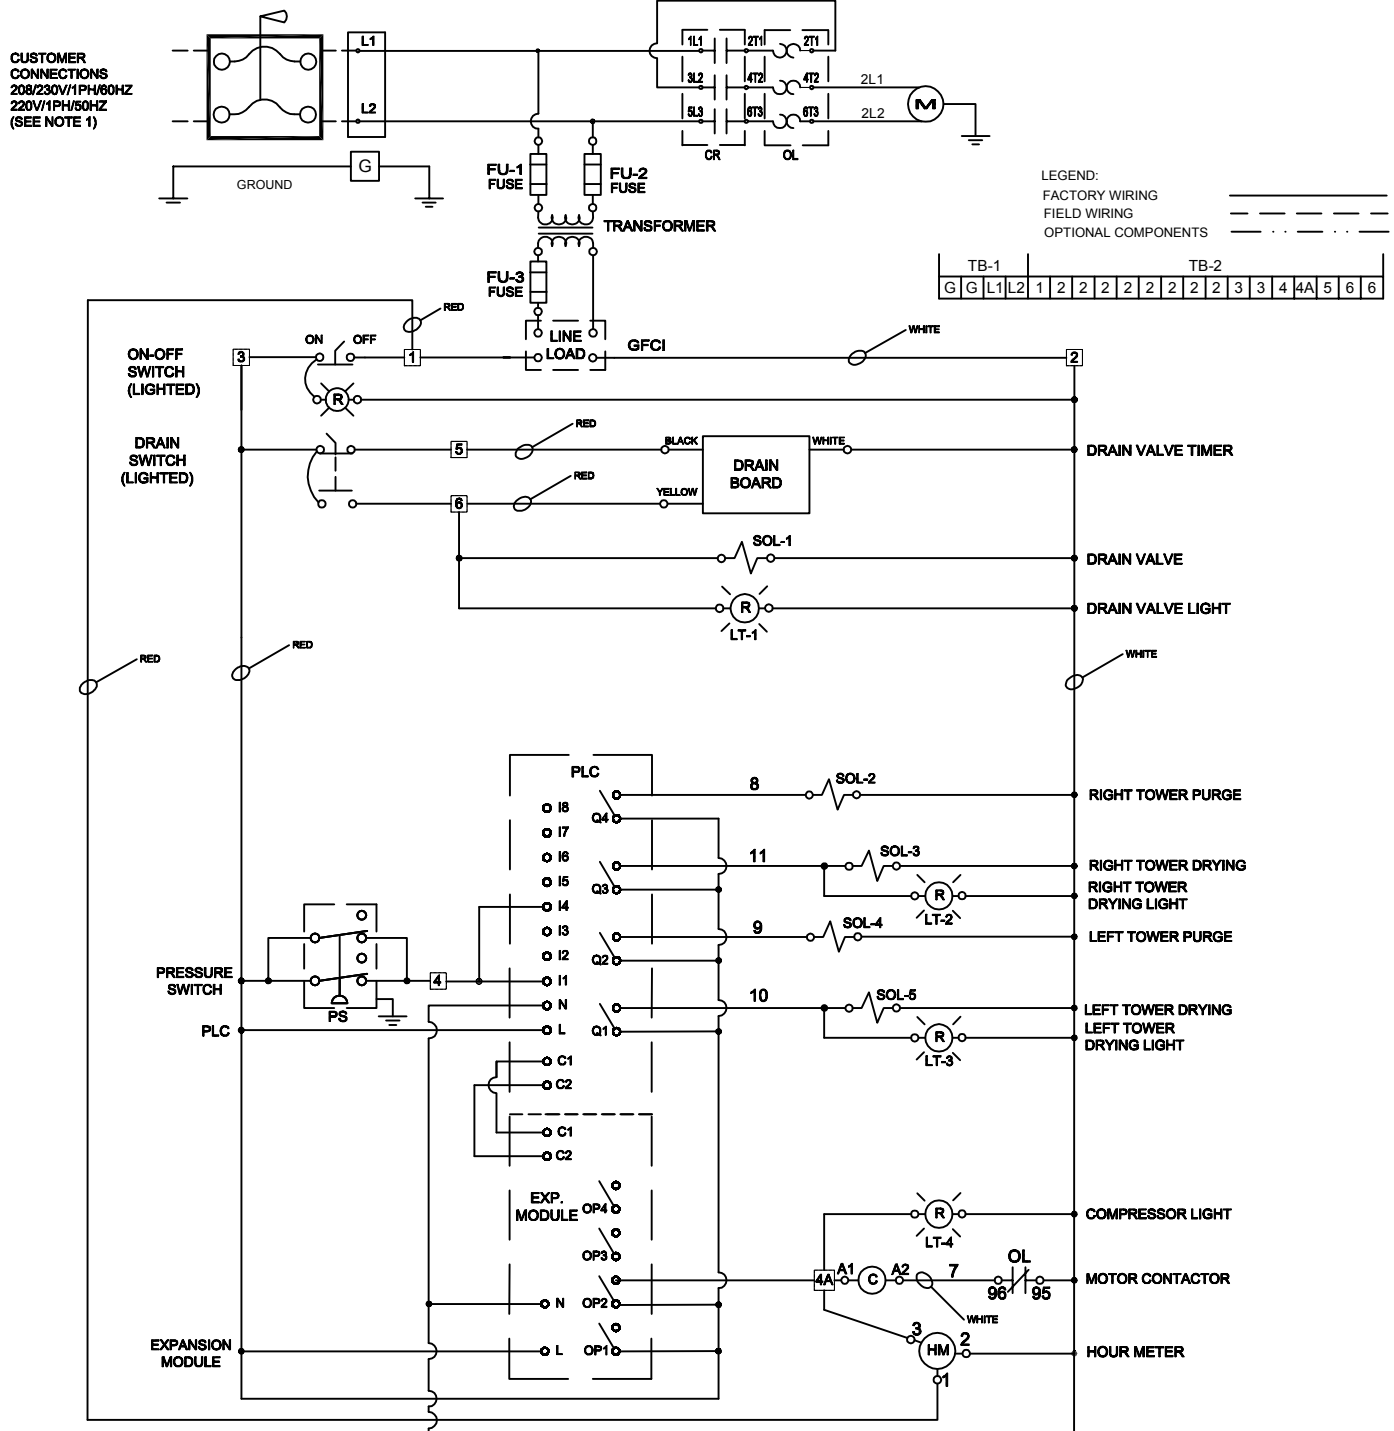 CUSTOMER
CONNECTIONS
208/230V/1PH/60HZ
220V/1PH/50HZ
(SEE NOTE 1)
L1
L2
G
GROUND
1L1
2T1
2T1
3L2
4T2
4T2
5L3
6T3
6T3
CR
OL
2L1
2L2
M
FU-1
FUSE
FU-2
FUSE
TRANSFORMER
FU-3
FUSE
LEGEND:
FACTORY WIRING
FIELD WIRING
OPTIONAL COMPONENTS
TB-1
TB-2
G G L1 L2 1 2 2 2 2 2 2 2 2 3 3 4 4A 5 6 6
RED
LINE
LOAD
GFCI
WHITE
ON-OFF
SWITCH
(LIGHTED)
3
ON
OFF
1
2
R
DRAIN
SWITCH
(LIGHTED)
5
RED
BLACK
DRAIN
BOARD
WHITE
DRAIN VALVE TIMER
6
RED
YELLOW
SOL-1
DRAIN VALVE
R
LT-1
DRAIN VALVE LIGHT
RED
RED
WHITE
PLC
I8
I7
I6
I5
I4
I3
I2
I1
N
L
C1
C2
Q4
Q3
Q2
Q1
8
SOL-2
RIGHT TOWER PURGE
11
SOL-3
RIGHT TOWER DRYING
R
LT-2
RIGHT TOWER
DRYING LIGHT
9
SOL-4
LEFT TOWER PURGE
10
SOL-5
LEFT TOWER DRYING
R
LT-3
LEFT TOWER
DRYING LIGHT
PRESSURE
SWITCH
PS
4
PLC
C1
C2
EXP.
MODULE
OP4
OP3
OP2
OP1
N
L
EXPANSION
MODULE
R
LT-4
COMPRESSOR LIGHT
4A
A1
C
A2
7
WHITE
OL
96
95
MOTOR CONTACTOR
3
HM
2
1
HOUR METER